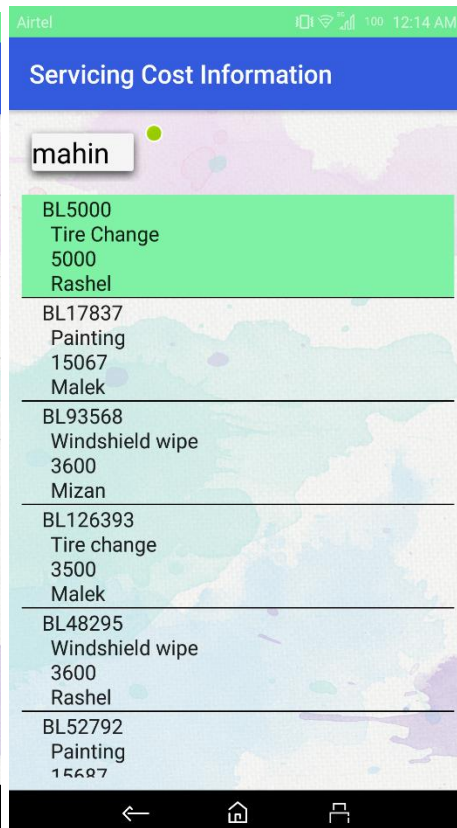 Airtel 100 12:14 AM
Servicing Cost Information
mahin
BL5000
Tire Change
5000
Rashel
BL17837
Painting
15067
Malek
BL93568
Windshield wipe
3600
Mizan
BL126393
Tire change
3500
Malek
BL48295
Windshield wipe
3600
Rashel
BL52792
Painting
15687